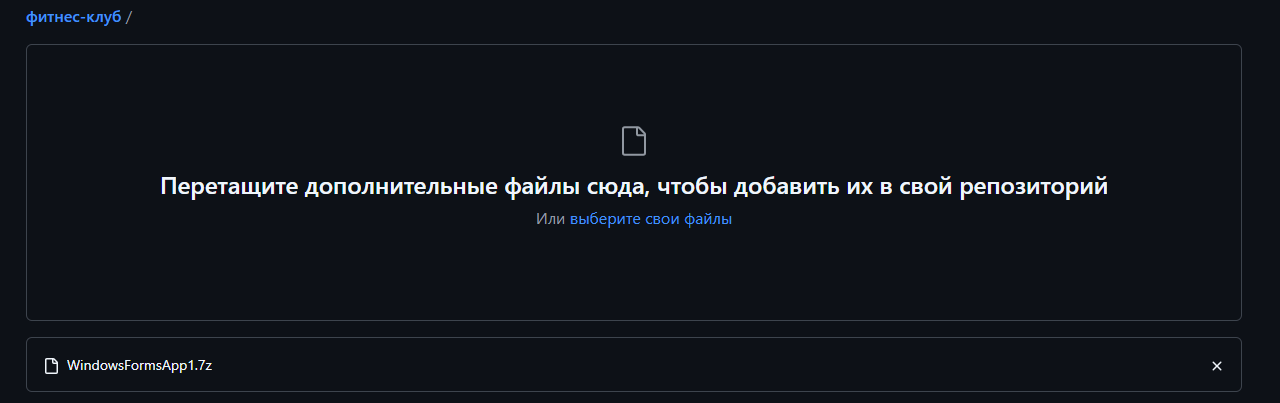 фитнес-клуб /
Перетащите дополнительные файлы сюда, чтобы добавить их в свой репозиторий
Или выберите свои файлы
WindowsFormsApp1.7z